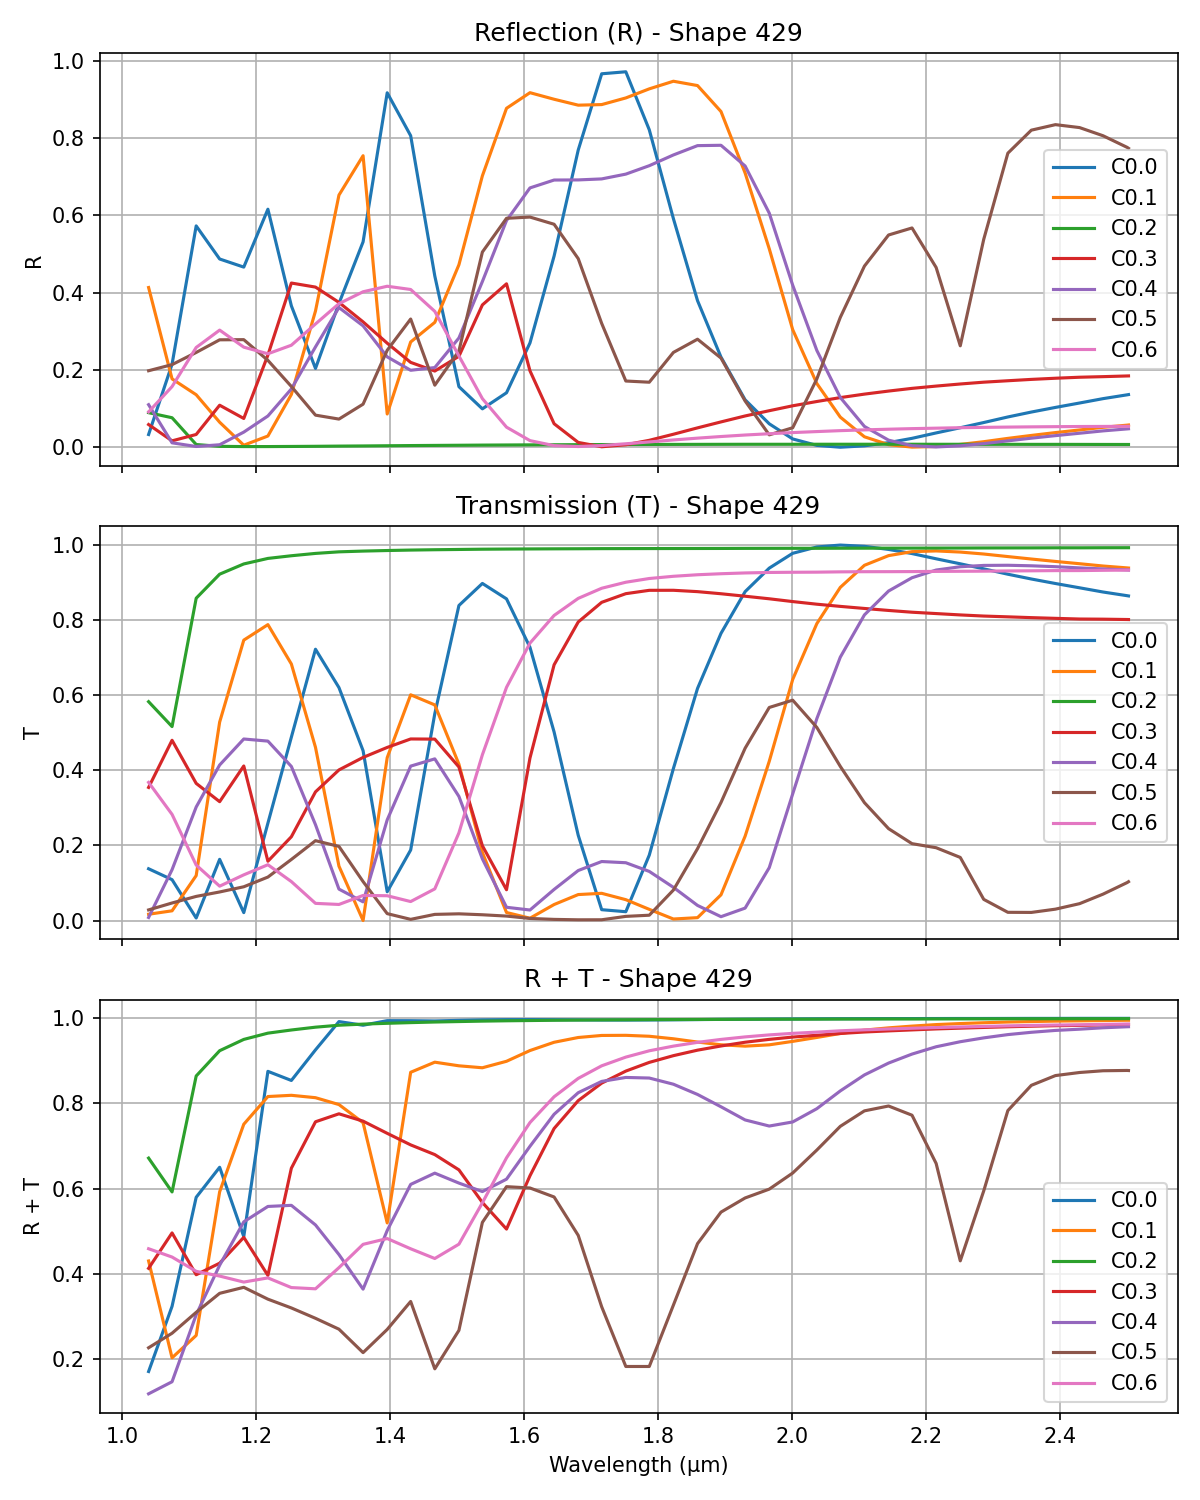 Reflection (R) - Shape 429
1.0
0.8
0.6
0.4
0.2
0.0
R
C0.0
C0.1
C0.2
C0.3
C0.4
C0.5
C0.6
Transmission (T) - Shape 429
1.0
0.8
0.6
0.4
0.2
0.0
T
C0.0
C0.1
C0.2
C0.3
C0.4
C0.5
C0.6
R + T - Shape 429
1.0
0.8
0.6
0.4
0.2
R + T
C0.0
C0.1
C0.2
C0.3
C0.4
C0.5
C0.6
1.0 1.2 1.4 1.6 1.8 2.0 2.2 2.4
Wavelength (μm)